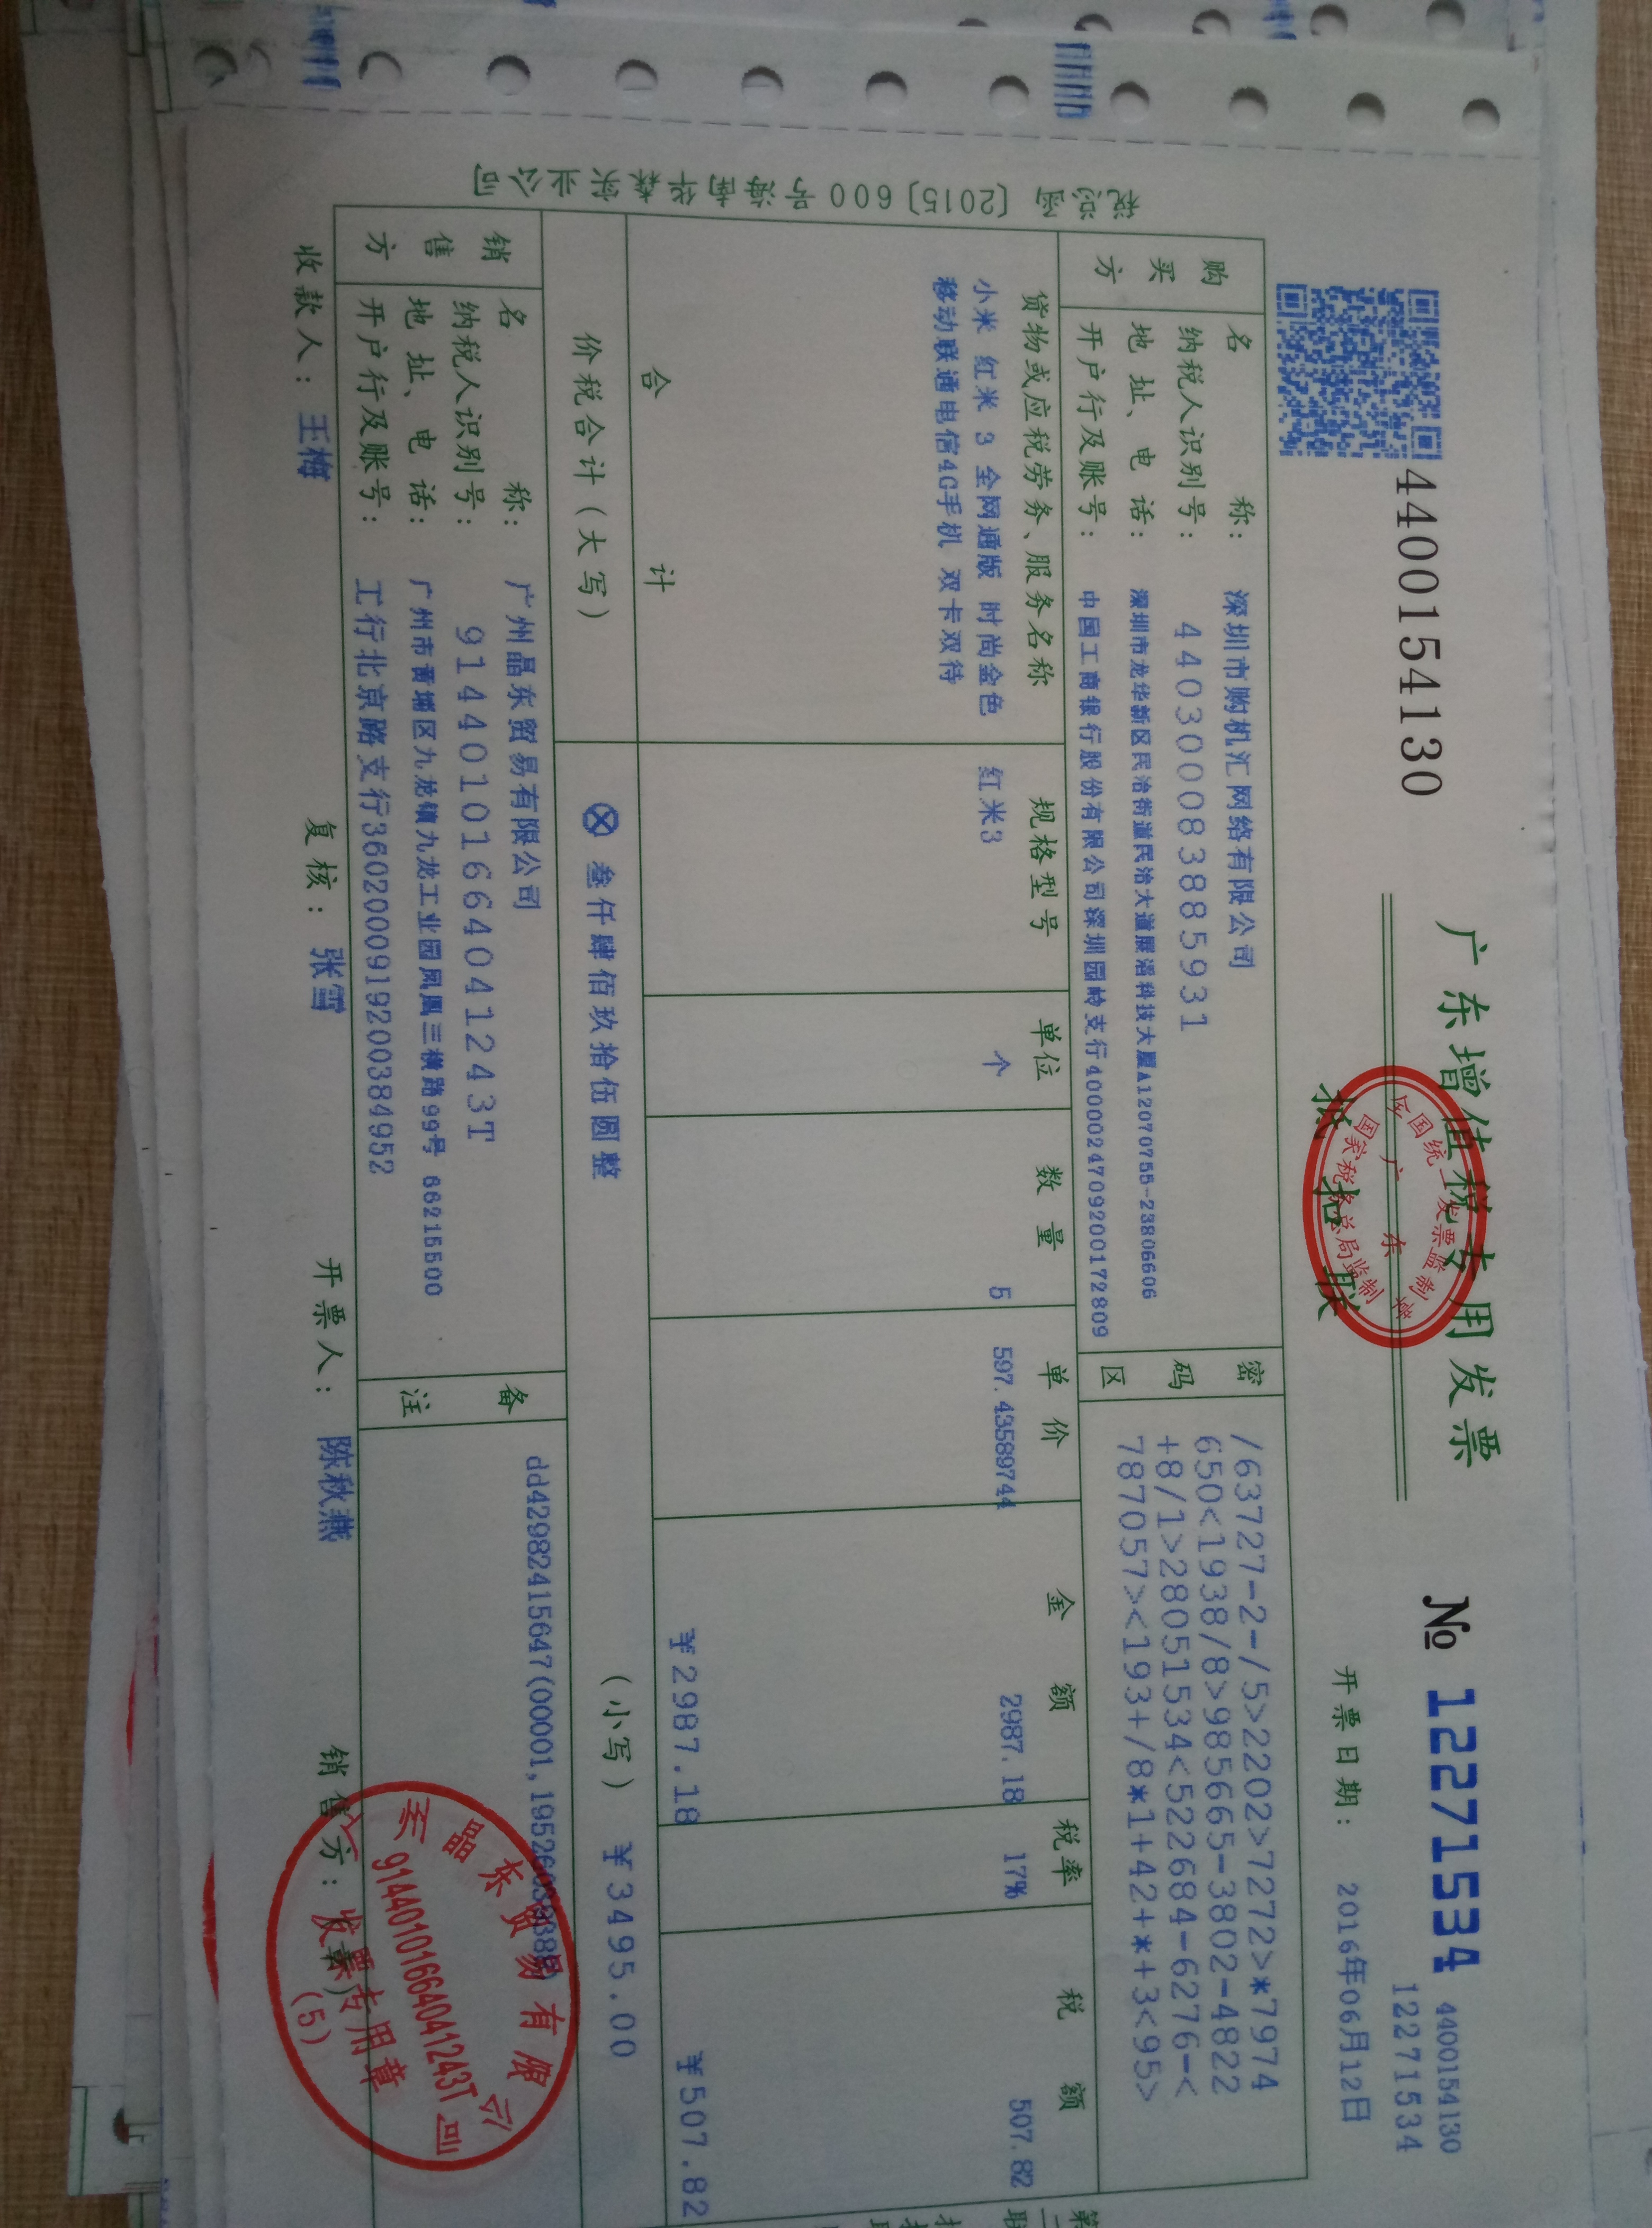 4400154130
广东增值税专用发票
抵扣联
全国统一发票监制章
广东
国家税务总局监制
№ 12271534
4400154130
12271534
开票日期: 2016年06月12日
税总函〔2015〕600号海南华森实业公司
购买方
名 称: 深圳市购机汇网络有限公司
纳税人识别号: 440300083885931
地址、电话: 深圳市龙华新区民治街道民治大道展滔科技大厦A12070755-23806606
开户行及账号: 中国工商银行股份有限公司深圳园岭支行4000024709200172809
密码区
/63727-2-/5>2202>7272>*7974
650<1938/8>985665-3802-4822
+8/1>28051534<522684-6276-<
787057><193+/8*1+42+*+3<95>
货物或应税劳务、服务名称 规格型号 单位 数量 单价 金额 税率 税额
小米 红米 3 全网通版 时尚金色 红米3 个 5 597.43589744 2987.18 17% 507.82
移动联通电信4G手机 双卡双待
合计 ¥2987.18 ¥507.82
价税合计(大写) ⊗叁仟肆佰玖拾伍圆整 (小写) ¥3495.00
销售方
名 称: 广州晶东贸易有限公司
纳税人识别号: 91440101664041243T
地址、电话: 广州市黄埔区九龙镇九龙工业园凤凰三横路99号 66215500
开户行及账号: 工行北京路支行3602000919200384952
备注
dd42982415647(00001,
收款人: 王梅 复核: 张雪 开票人: 陈秋燕 销售方:(章)
广州晶东贸易有限公司
91440101664041243T
发票专用章
(5)